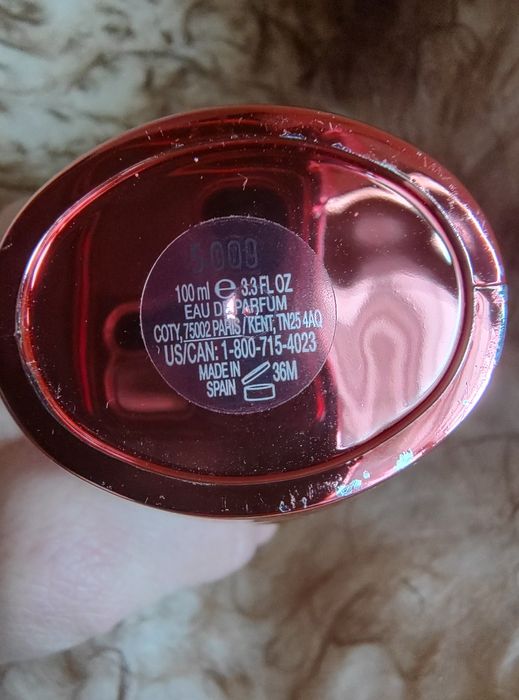 100 ml ℮ 3.3 FL OZ
EAU DE PARFUM
COTY, 75002 PARIS / KENT, TN25 4AQ
US/CAN: 1-800-715-4023
MADE IN
SPAIN 36M